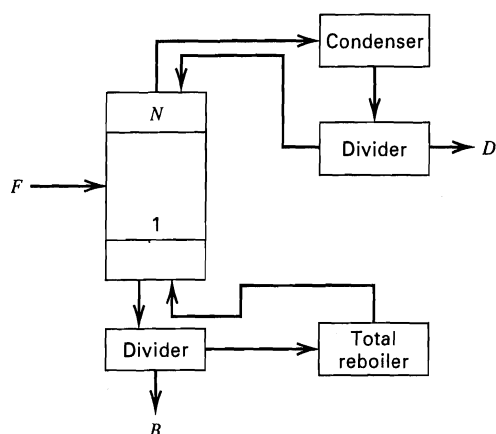 Condenser
N
Divider
D
F
1
Divider
Total
reboiler
B